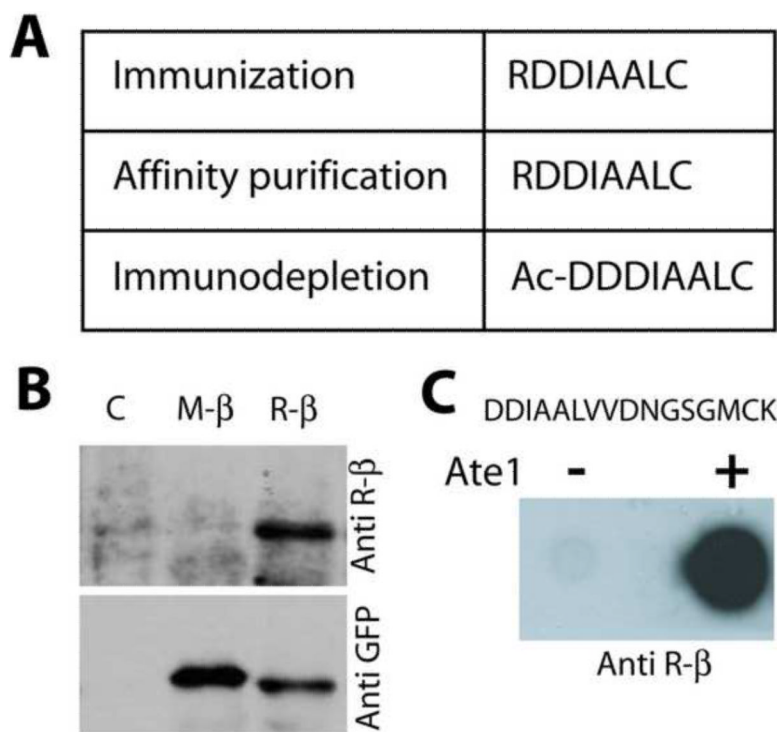 A
Immunization RDDIAALC
Affinity purification RDDIAALC
Immunodepletion Ac-DDDIAALC
B
C M-β R-β
Anti R-β
Anti GFP
C
DDIAALVVDNGSGMCK
Ate1 - +
Anti R-β